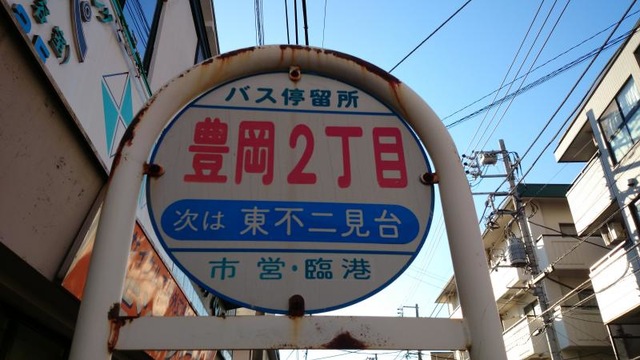 バス停留所
豊岡2丁目
次は 東不二見台
市営・臨港